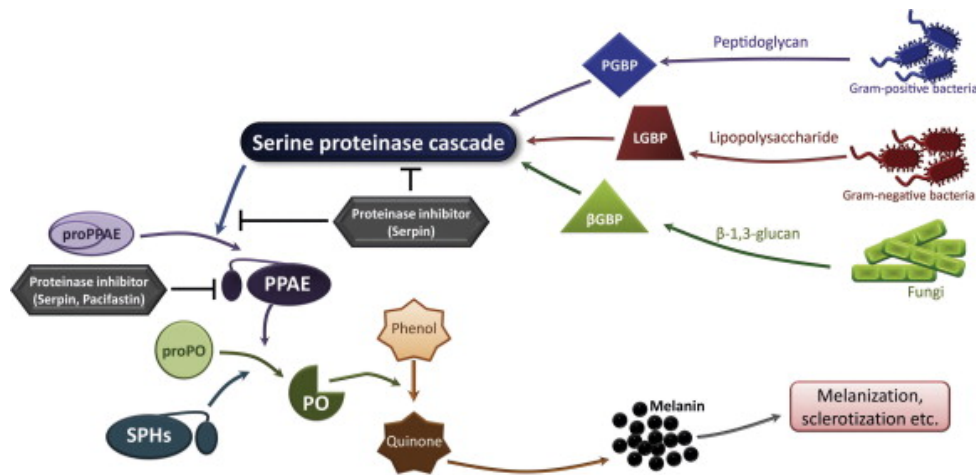 Peptidoglycan
PGBP
Gram-positive bacteria
Serine proteinase cascade
LGBP
Lipopolysaccharide
Gram-negative bacteria
Proteinase inhibitor
(Serpin)
βGBP
β-1,3-glucan
Fungi
proPPAE
Proteinase inhibitor
(Serpin, Pacifastin)
PPAE
Phenol
proPO
PO
SPHs
Quinone
Melanin
Melanization,
sclerotization etc.